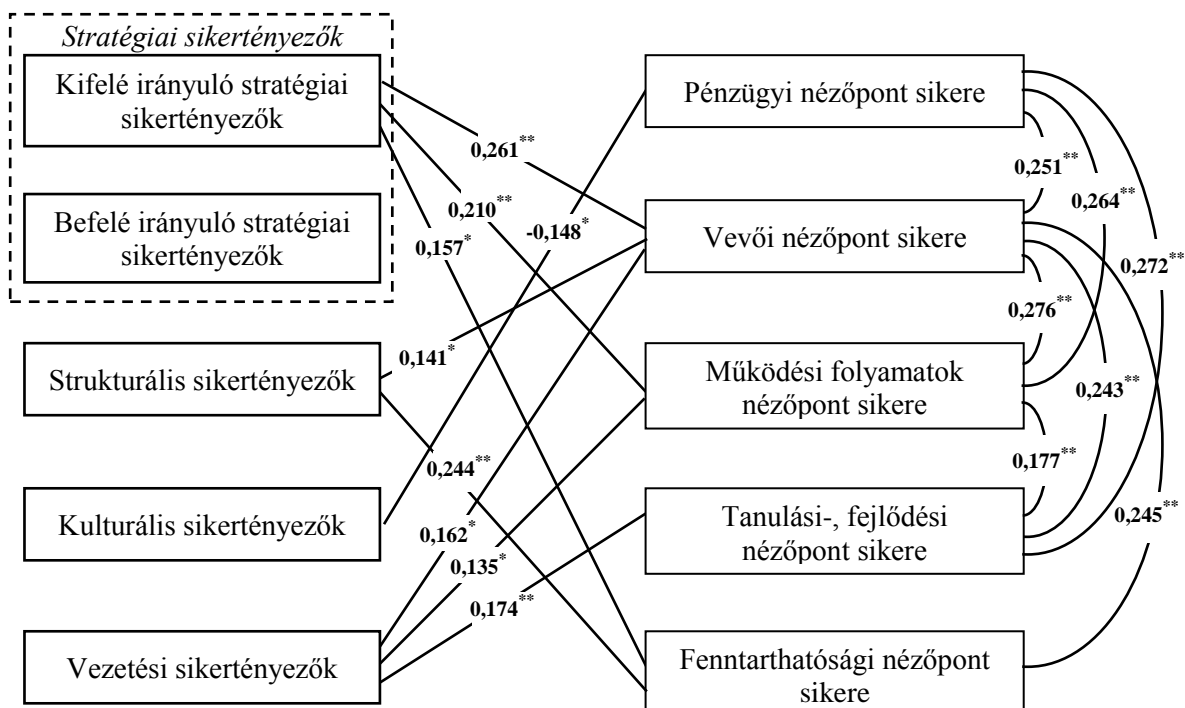 Stratégiai sikertényezők
Kifelé irányuló stratégiai
sikertényezők
Befelé irányuló stratégiai
sikertényezők
Strukturális sikertényezők
Kulturális sikertényezők
Vezetési sikertényezők
0,261**
0,210**
0,157*
-0,148*
0,141*
0,244**
0,162*
0,135*
0,174**
Pénzügyi nézőpont sikere
Vevői nézőpont sikere
Működési folyamatok
nézőpont sikere
Tanulási-, fejlődési
nézőpont sikere
Fenntarthatósági nézőpont
sikere
0,251**
0,264**
0,272**
0,276**
0,243**
0,177**
0,245**